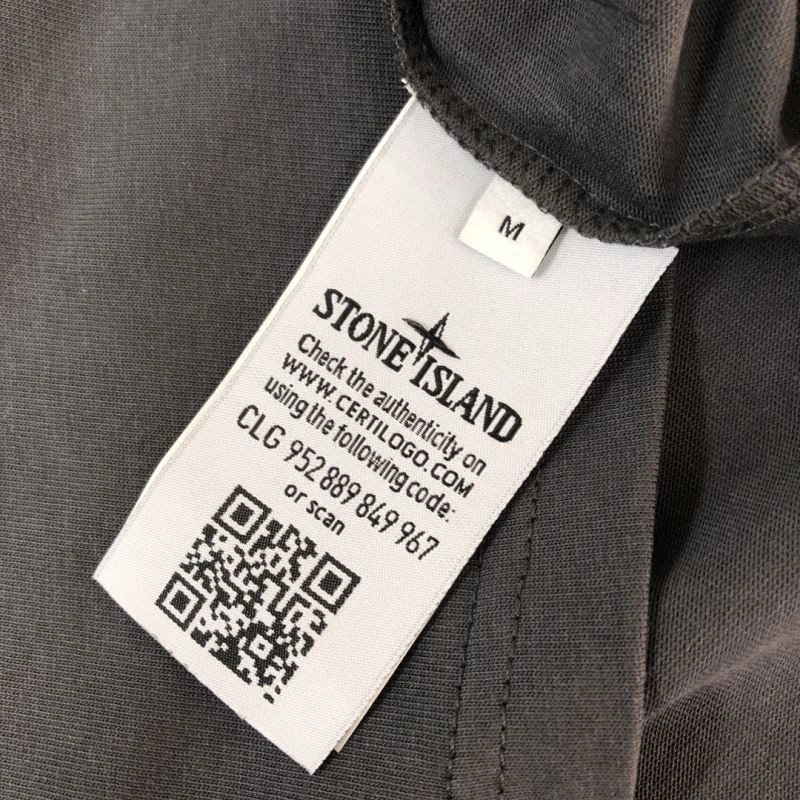 M
STONE ISLAND
Check the authenticity on
WWW.CERTILOGO.COM
using the following code:
CLG 952 889 849 967
or scan